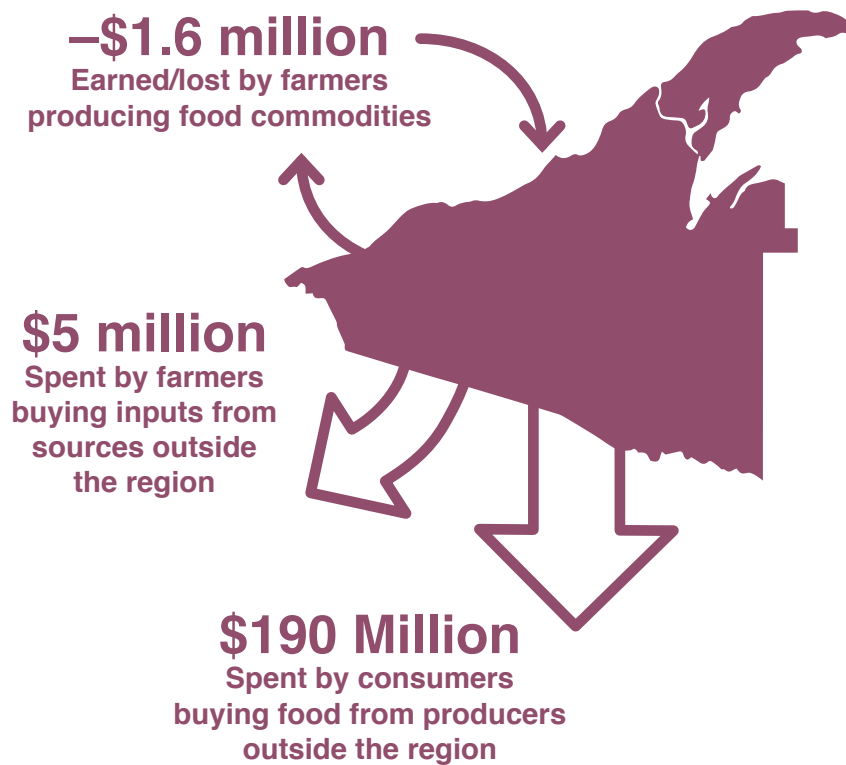 –$1.6 million
Earned/lost by farmers
producing food commodities
$5 million
Spent by farmers
buying inputs from
sources outside
the region
$190 Million
Spent by consumers
buying food from producers
outside the region